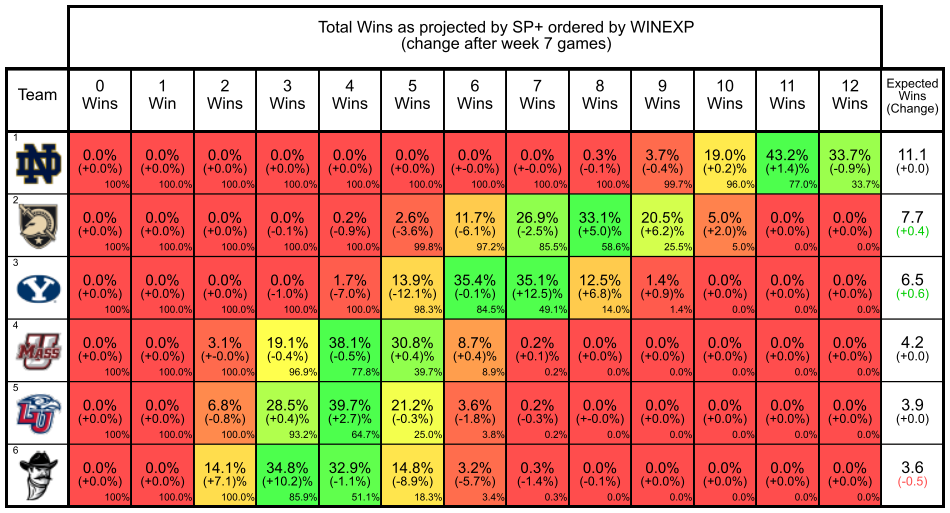 Total Wins as projected by SP+ ordered by WINEXP
(change after week 7 games)
Team 0 Wins 1 Win 2 Wins 3 Wins 4 Wins 5 Wins 6 Wins 7 Wins 8 Wins 9 Wins 10 Wins 11 Wins 12 Wins Expected Wins (Change)
1
ND
0.0% 0.0% 0.0% 0.0% 0.0% 0.0% 0.0% 0.0% 0.3% 3.7% 19.0% 43.2% 33.7% 11.1
(+0.0%) (+0.0%) (+0.0%) (+0.0%) (+0.0%) (+0.0%) (+-0.0%) (+-0.0%) (-0.1%) (-0.4%) (+0.2)% (+1.4)% (-0.9%) (+0.0)
100% 100.0% 100.0% 100.0% 100.0% 100.0% 100.0% 100.0% 100.0% 99.7% 96.0% 77.0% 33.7%
2
0.0% 0.0% 0.0% 0.0% 0.2% 2.6% 11.7% 26.9% 33.1% 20.5% 5.0% 0.0% 0.0% 7.7
(+0.0%) (+0.0%) (+0.0%) (-0.1%) (-0.9%) (-3.6%) (-6.1%) (-2.5%) (+5.0)% (+6.2)% (+2.0)% (+0.0%) (+0.0%) (+0.4)
100% 100.0% 100.0% 100.0% 100.0% 99.8% 97.2% 85.5% 58.6% 25.5% 5.0% 0.0% 0.0%
3
Y
0.0% 0.0% 0.0% 0.0% 1.7% 13.9% 35.4% 35.1% 12.5% 1.4% 0.0% 0.0% 0.0% 6.5
(+0.0%) (+0.0%) (+0.0%) (-1.0%) (-7.0%) (-12.1%) (-0.1%) (+12.5)% (+6.8)% (+0.9)% (+0.0%) (+0.0%) (+0.0%) (+0.6)
100% 100.0% 100.0% 100.0% 100.0% 98.3% 84.5% 49.1% 14.0% 1.4% 0.0% 0.0% 0.0%
4
U MASS
0.0% 0.0% 3.1% 19.1% 38.1% 30.8% 8.7% 0.2% 0.0% 0.0% 0.0% 0.0% 0.0% 4.2
(+0.0%) (+0.0%) (+-0.0%) (-0.4%) (-0.5%) (+0.4)% (+0.4)% (+0.1)% (+0.0%) (+0.0%) (+0.0%) (+0.0%) (+0.0%) (+0.0)
100% 100.0% 100.0% 96.9% 77.8% 39.7% 8.9% 0.2% 0.0% 0.0% 0.0% 0.0% 0.0%
5
LU
0.0% 0.0% 6.8% 28.5% 39.7% 21.2% 3.6% 0.2% 0.0% 0.0% 0.0% 0.0% 0.0% 3.9
(+0.0%) (+0.0%) (-0.8%) (+0.4)% (+2.7)% (-0.3%) (-1.8%) (-0.3%) (+-0.0%) (+0.0%) (+0.0%) (+0.0%) (+0.0%) (+0.0)
100% 100.0% 100.0% 93.2% 64.7% 25.0% 3.8% 0.2% 0.0% 0.0% 0.0% 0.0% 0.0%
6
0.0% 0.0% 14.1% 34.8% 32.9% 14.8% 3.2% 0.3% 0.0% 0.0% 0.0% 0.0% 0.0% 3.6
(+0.0%) (+0.0%) (+7.1)% (+10.2)% (-1.1%) (-8.9%) (-5.7%) (-1.4%) (-0.1%) (+0.0%) (+0.0%) (+0.0%) (+0.0%) (-0.5)
100% 100.0% 100.0% 85.9% 51.1% 18.3% 3.4% 0.3% 0.0% 0.0% 0.0% 0.0% 0.0%